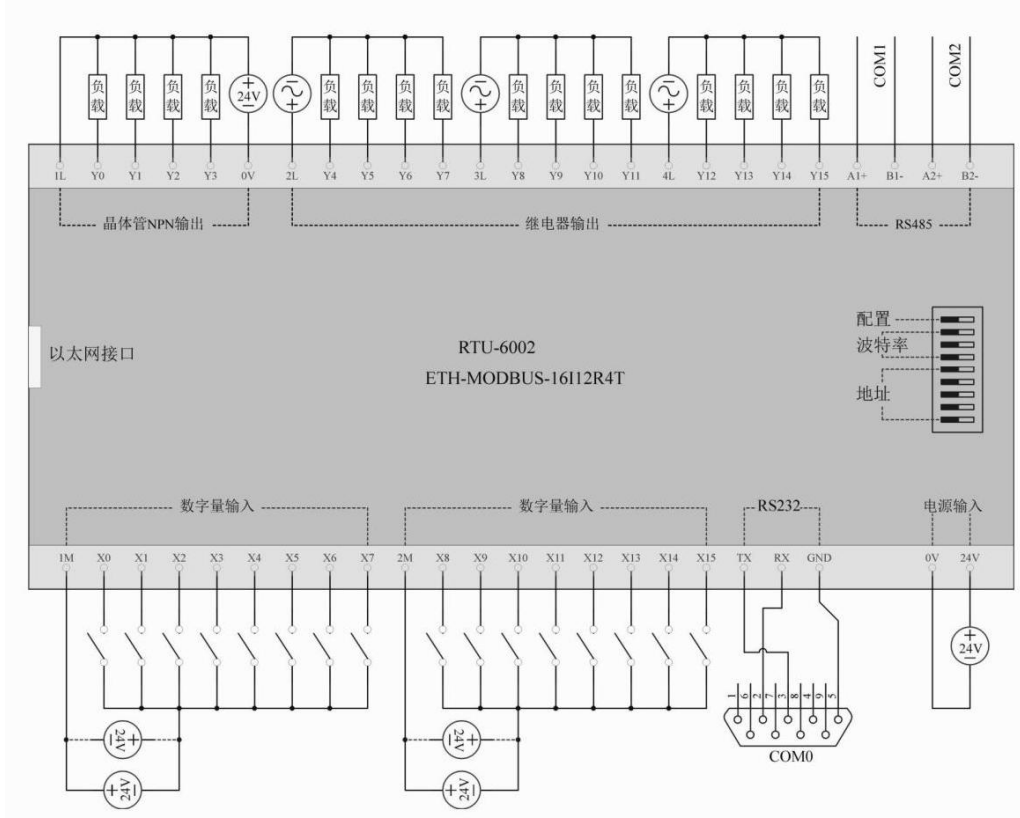 COM1 COM2
负载 负载 负载 负载 24V 负载 负载 负载 负载 负载 负载 负载 负载 负载 负载 负载 负载
1L Y0 Y1 Y2 Y3 0V 2L Y4 Y5 Y6 Y7 3L Y8 Y9 Y10 Y11 4L Y12 Y13 Y14 Y15 A1+ B1- A2+ B2-
晶体管NPN输出 继电器输出 RS485
配置
波特率
地址
以太网接口
RTU-6002
ETH-MODBUS-16I12R4T
数字量输入 数字量输入 RS232 电源输入
1M X0 X1 X2 X3 X4 X5 X6 X7 2M X8 X9 X10 X11 X12 X13 X14 X15 TX RX GND 0V 24V
24V
1 6 2 7 3 8 4 9 5
24V 24V
COM0
24V 24V